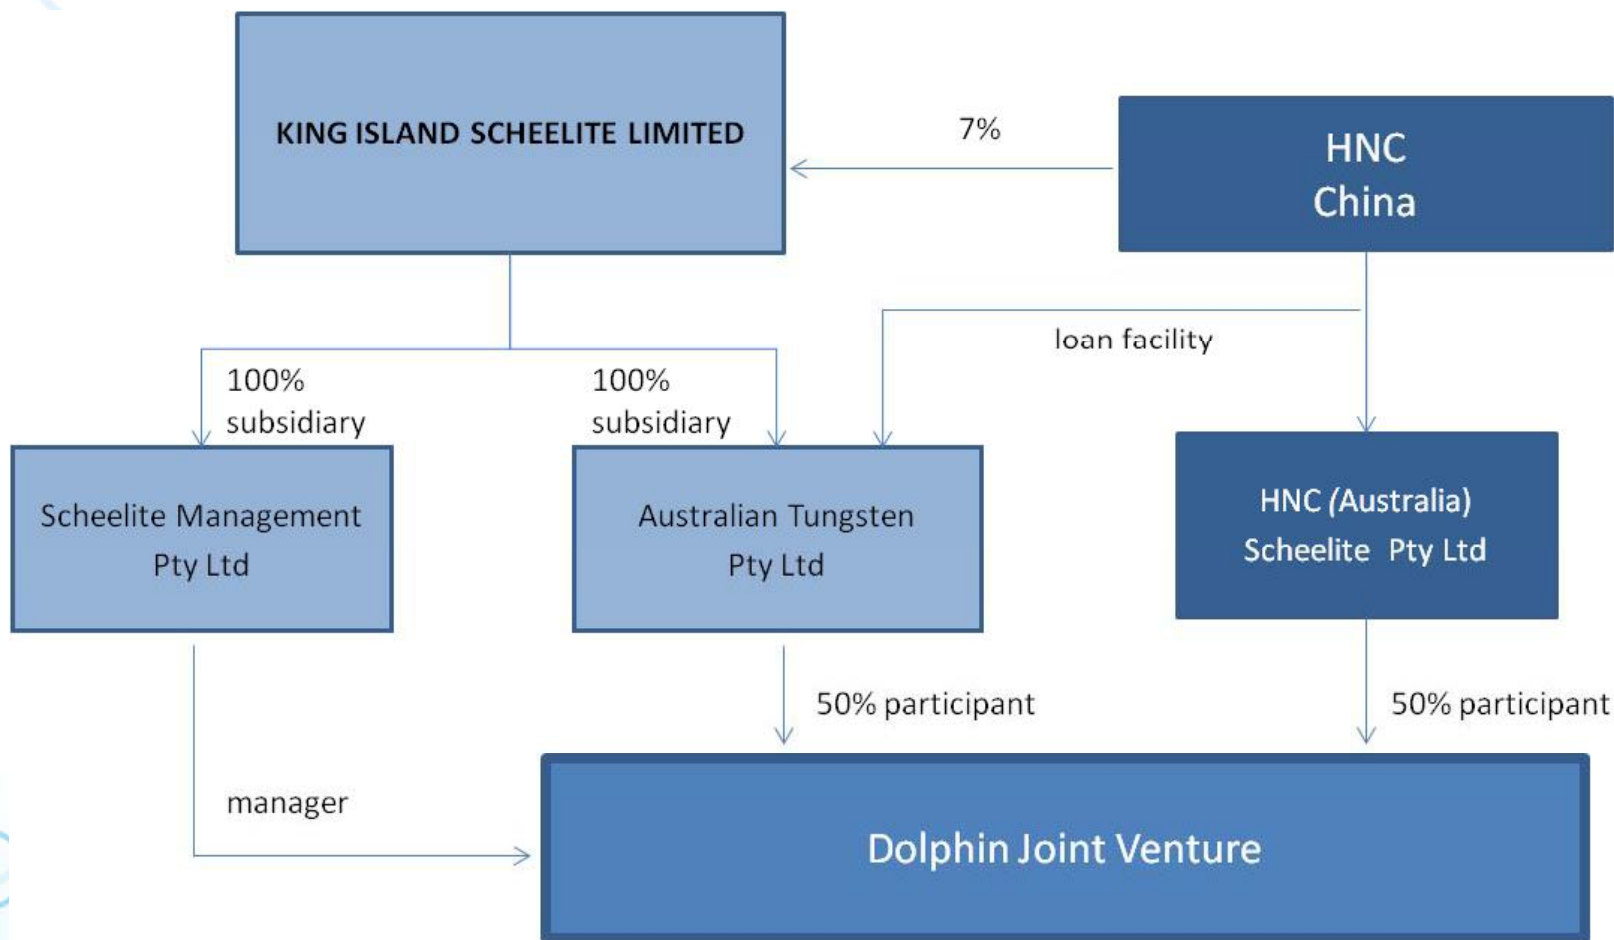 KING ISLAND SCHEELITE LIMITED
7%
HNC
China
loan facility
100%
subsidiary
100%
subsidiary
Scheelite Management
Pty Ltd
Australian Tungsten
Pty Ltd
HNC (Australia)
Scheelite Pty Ltd
50% participant
50% participant
manager
Dolphin Joint Venture